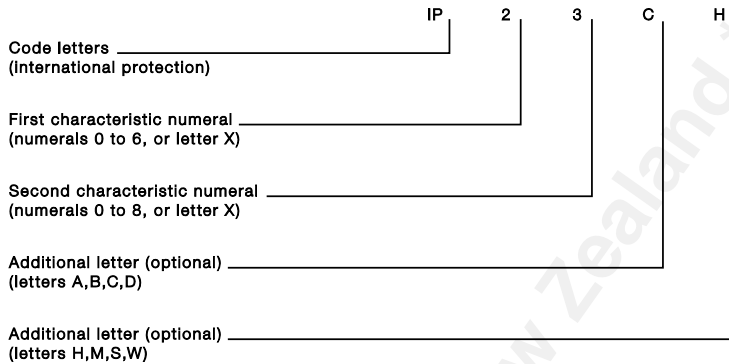 IP 2 3 C H
Code letters
(international protection)
First characteristic numeral
(numerals 0 to 6, or letter X)
Second characteristic numeral
(numerals 0 to 8, or letter X)
Additional letter (optional)
(letters A,B,C,D)
Additional letter (optional)
(letters H,M,S,W)
Zealand